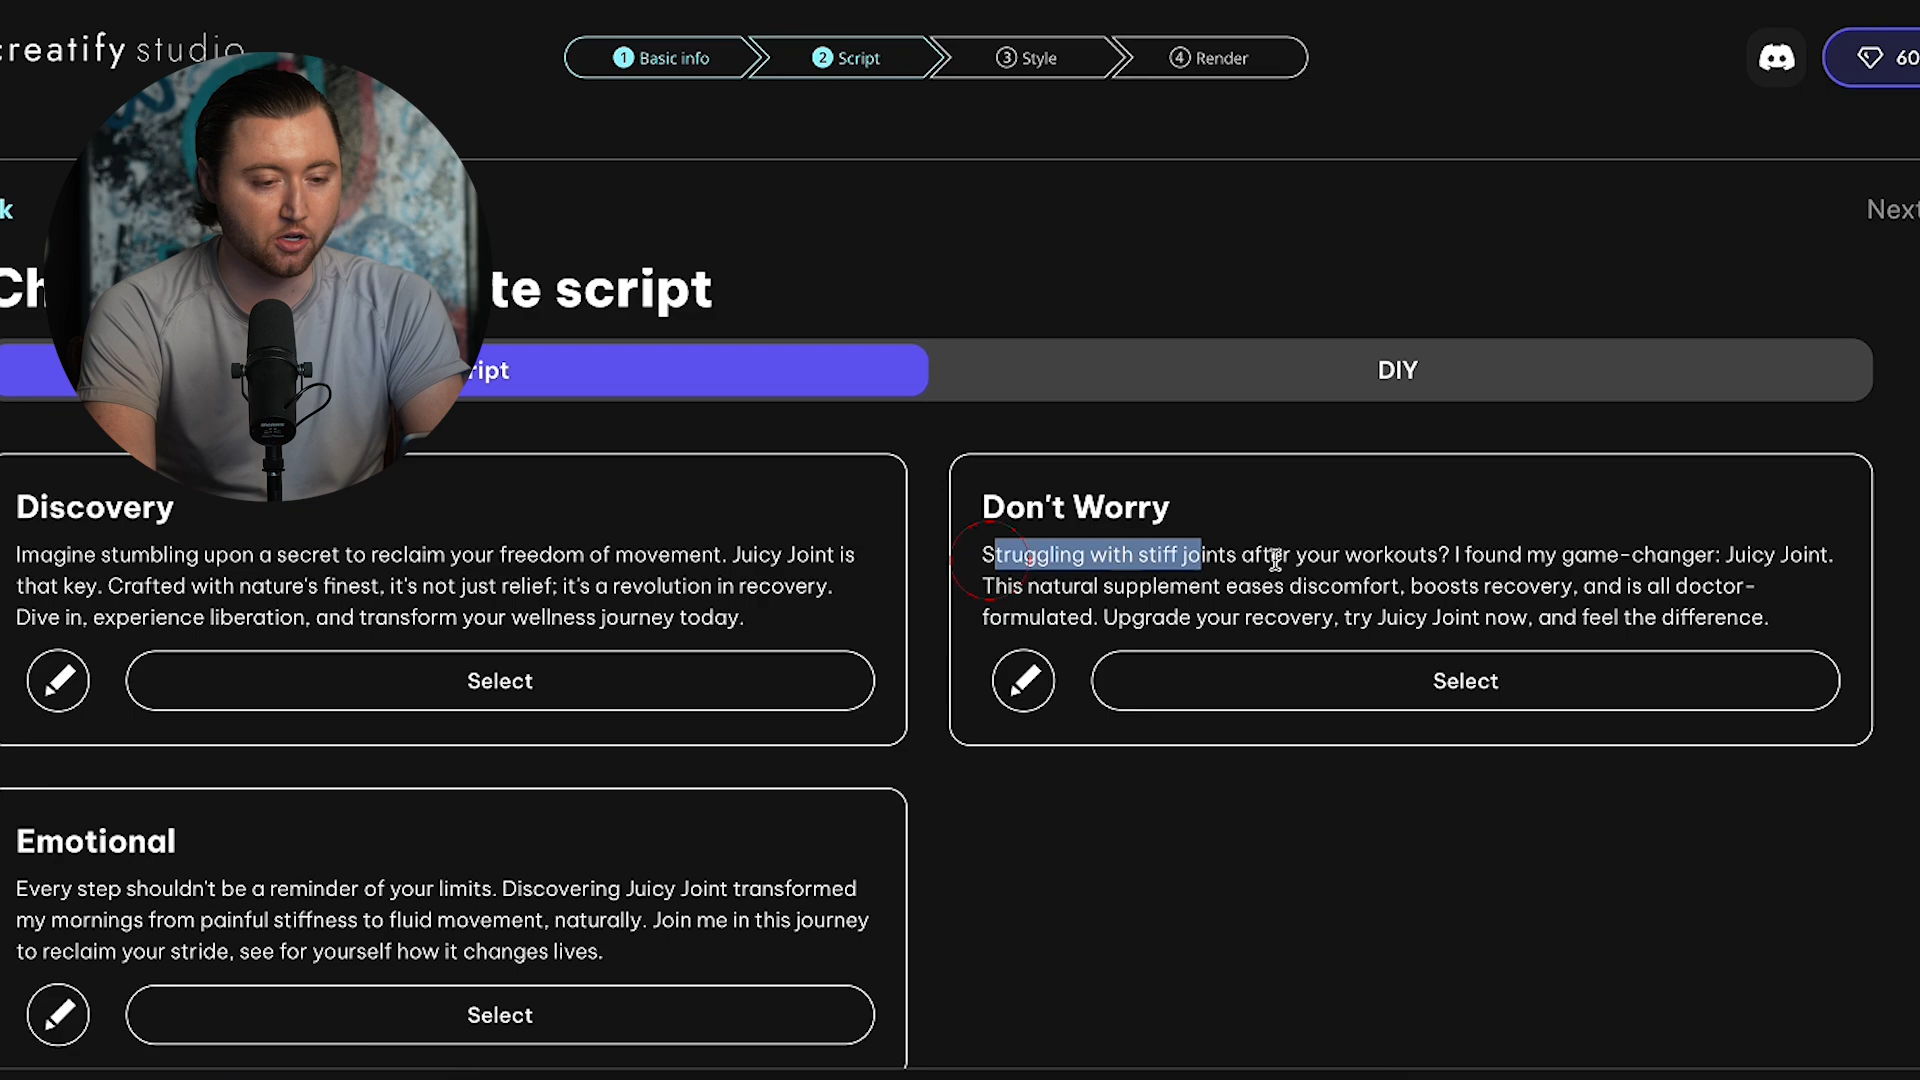 creatify studio
1 Basic info
2 Script
3 Style
4 Render
60
k
Next
Ch
te script
ript
DIY
Discovery
Imagine stumbling upon a secret to reclaim your freedom of movement. Juicy Joint is
that key. Crafted with nature's finest, it's not just relief; it's a revolution in recovery.
Dive in, experience liberation, and transform your wellness journey today.
Select
Don't Worry
Struggling with stiff joints after your workouts? I found my game-changer: Juicy Joint.
This natural supplement eases discomfort, boosts recovery, and is all doctor-
formulated. Upgrade your recovery, try Juicy Joint now, and feel the difference.
Select
Emotional
Every step shouldn't be a reminder of your limits. Discovering Juicy Joint transformed
my mornings from painful stiffness to fluid movement, naturally. Join me in this journey
to reclaim your stride, see for yourself how it changes lives.
Select